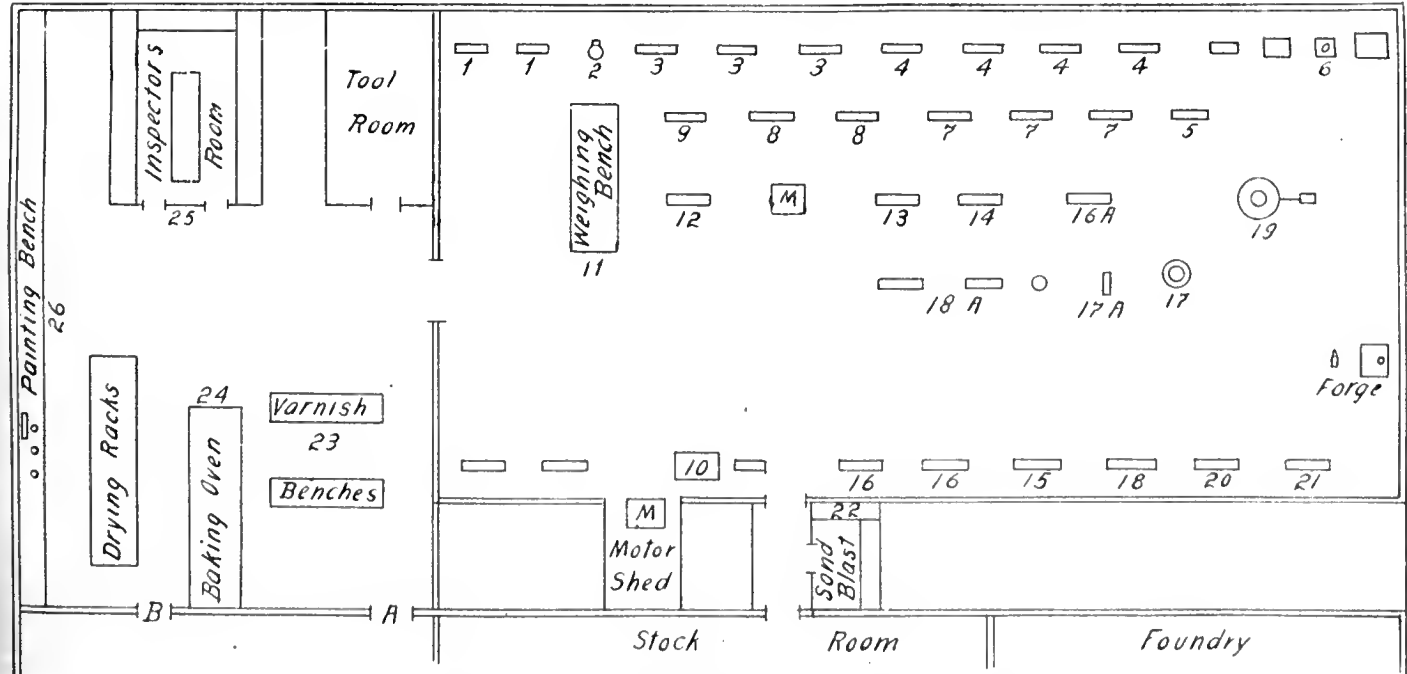 1 1 2 3 3 3 4 4 4 4 6
Inspectors
Room
Tool
Room
9 8 8 7 7 7 5
Weighing
Bench
11
12 M 13 14 16A 19
25
Painting Bench
26
18 A 17A 17
Forge
Drying Racks
24
Baking Oven
Varnish
23
Benches
10 16 16 15 18 20 21
M
Motor
Shed
22
Sand
Blast
B A
Stock Room Foundry